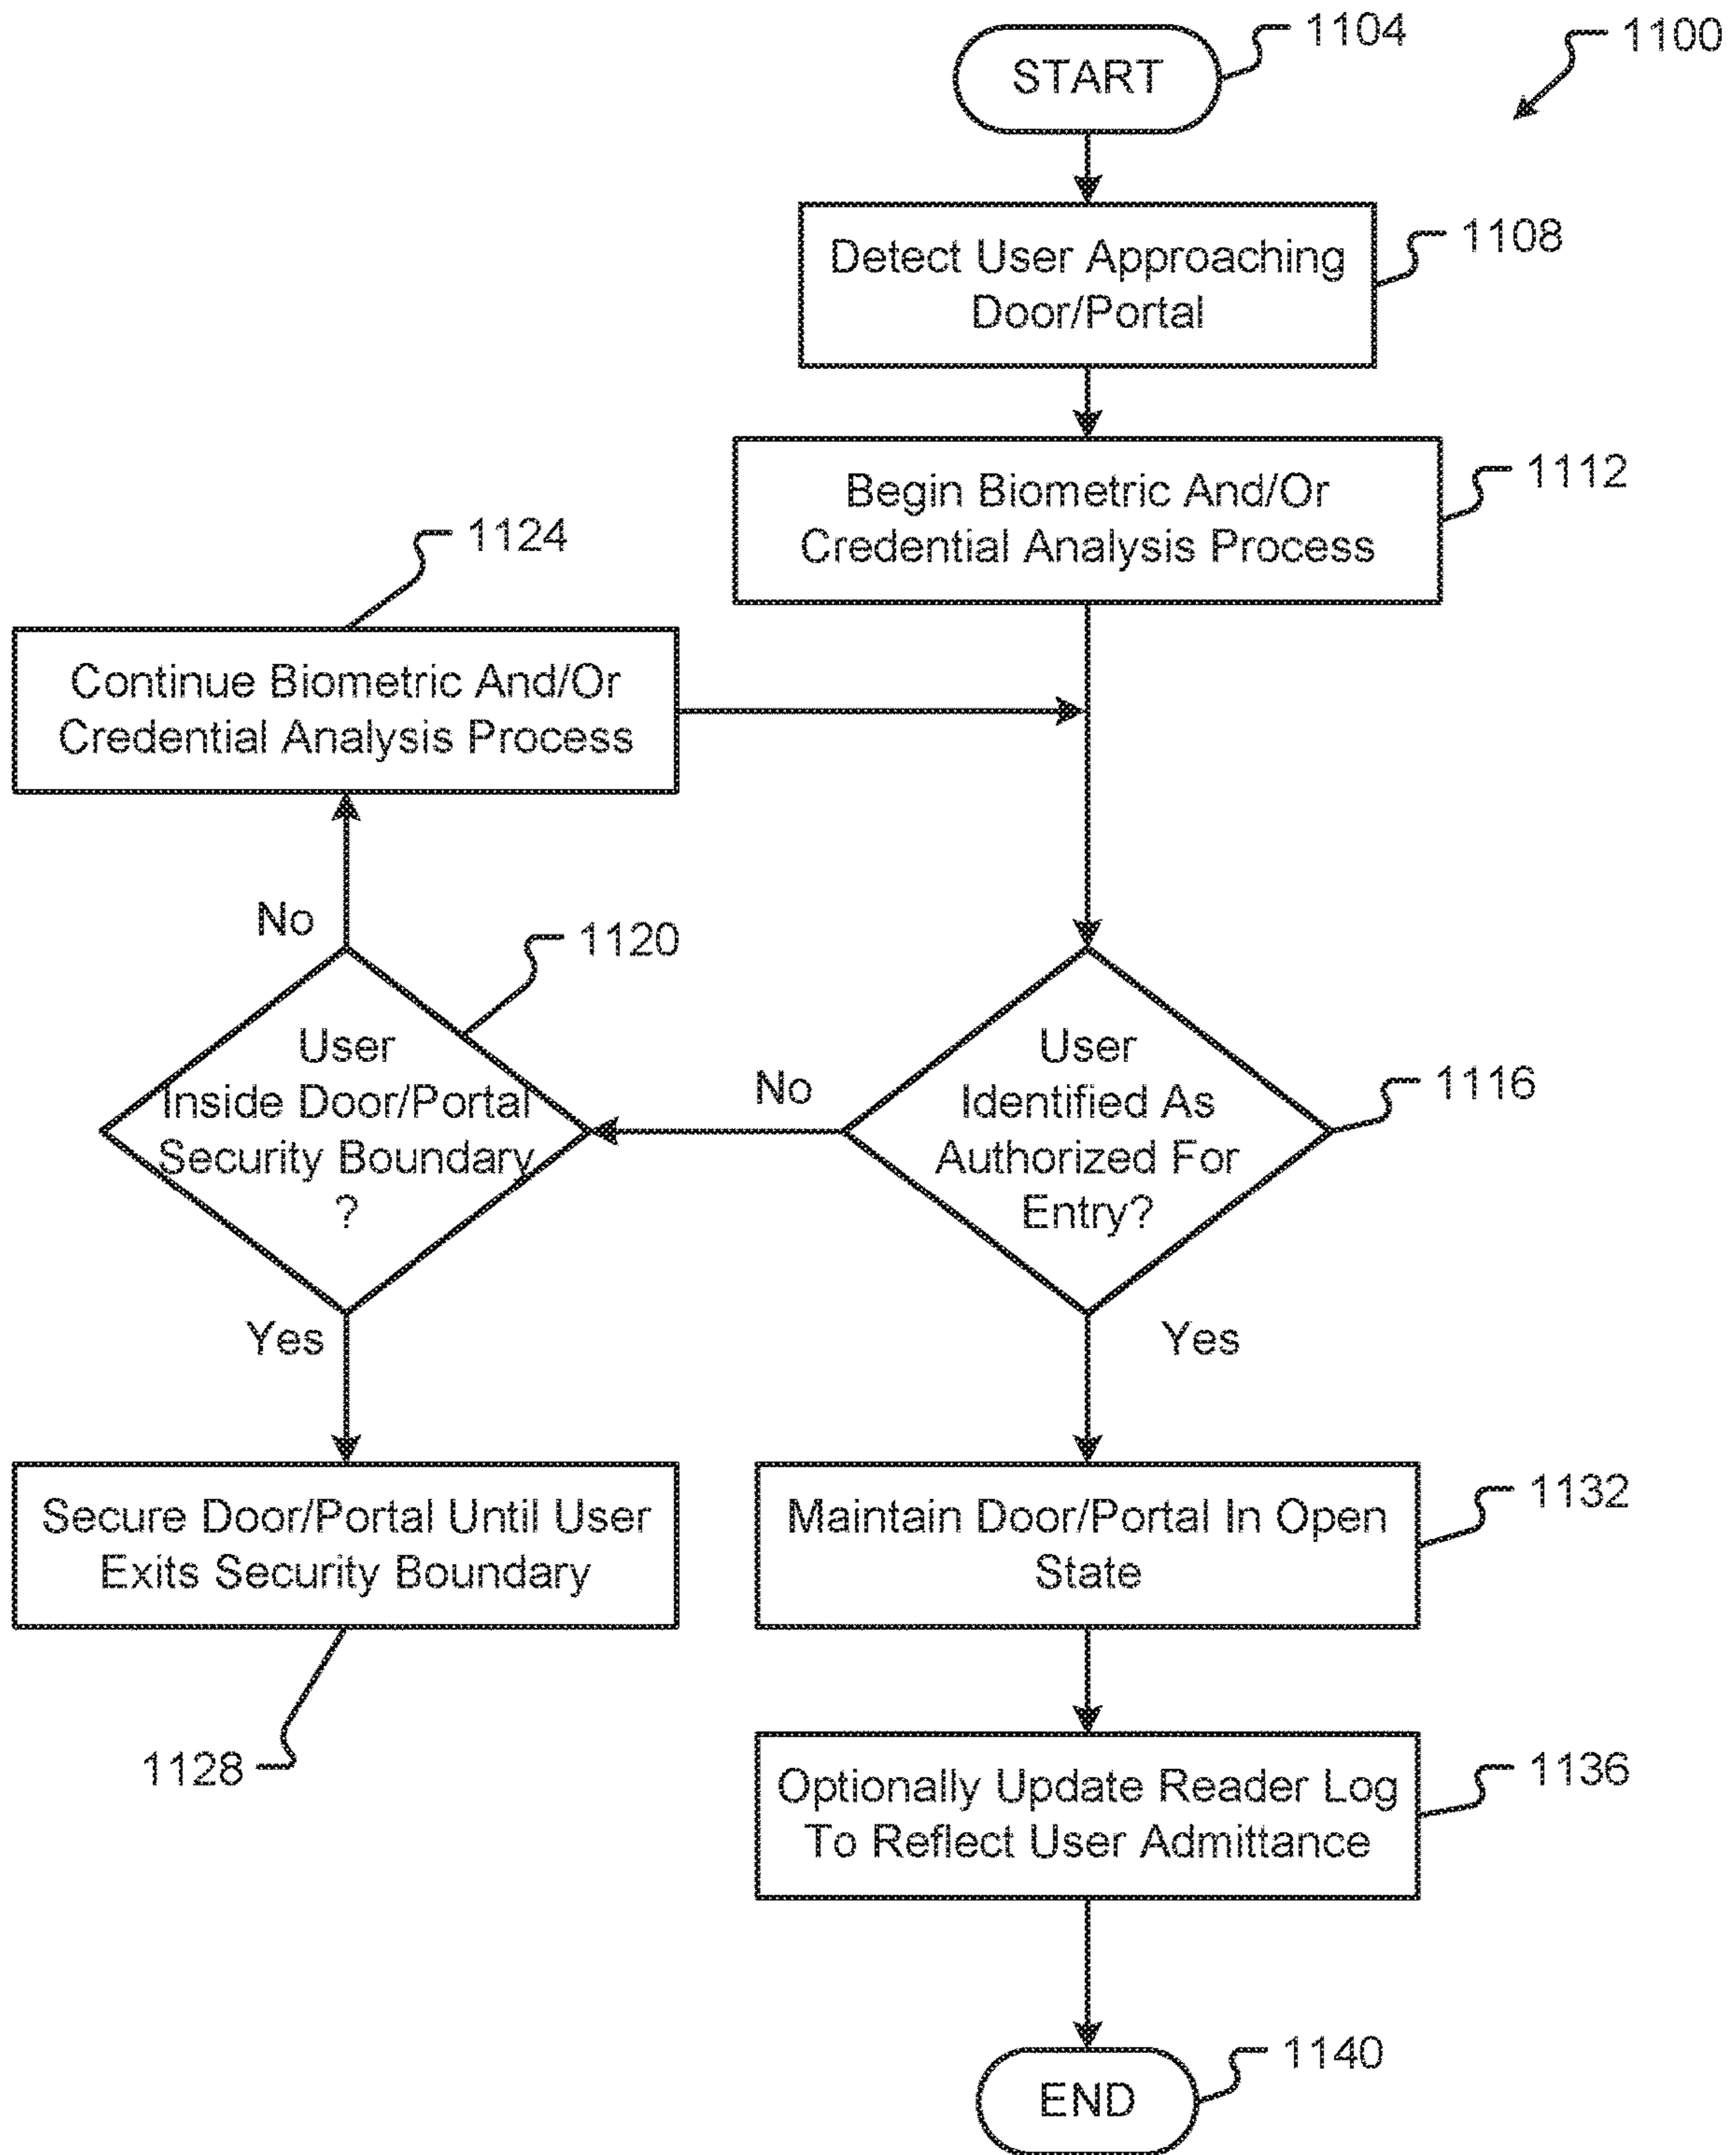 1104
1100
START
1108
Detect User Approaching
Door/Portal
1112
Begin Biometric And/Or
Credential Analysis Process
1124
Continue Biometric And/Or
Credential Analysis Process
No
1120
User
Inside Door/Portal
Security Boundary
?
No
User
Identified As
Authorized For
Entry?
1116
Yes
Yes
Secure Door/Portal Until User
Exits Security Boundary
1128
Maintain Door/Portal In Open
State
1132
Optionally Update Reader Log
To Reflect User Admittance
1136
END
1140